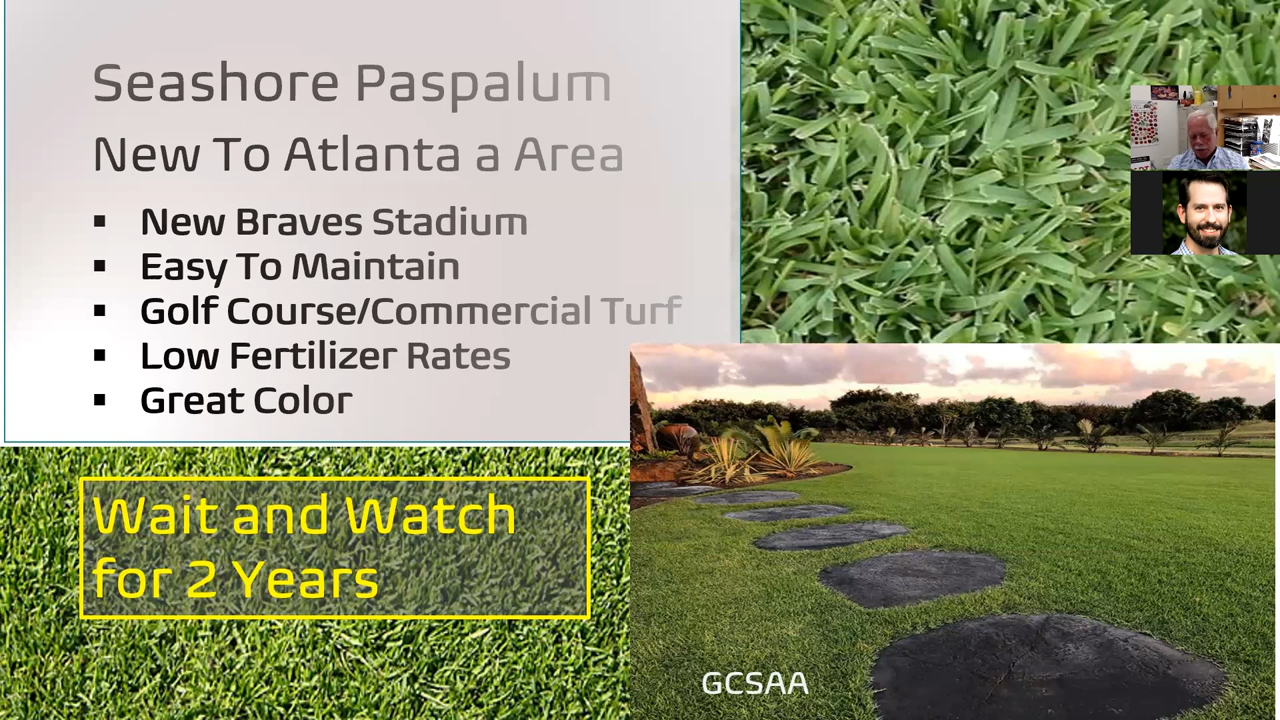 Seashore Paspalum
New To Atlanta a Area
▪ New Braves Stadium
▪ Easy To Maintain
▪ Golf Course/Commercial Turf
▪ Low Fertilizer Rates
▪ Great Color
Wait and Watch
for 2 Years
GCSAA